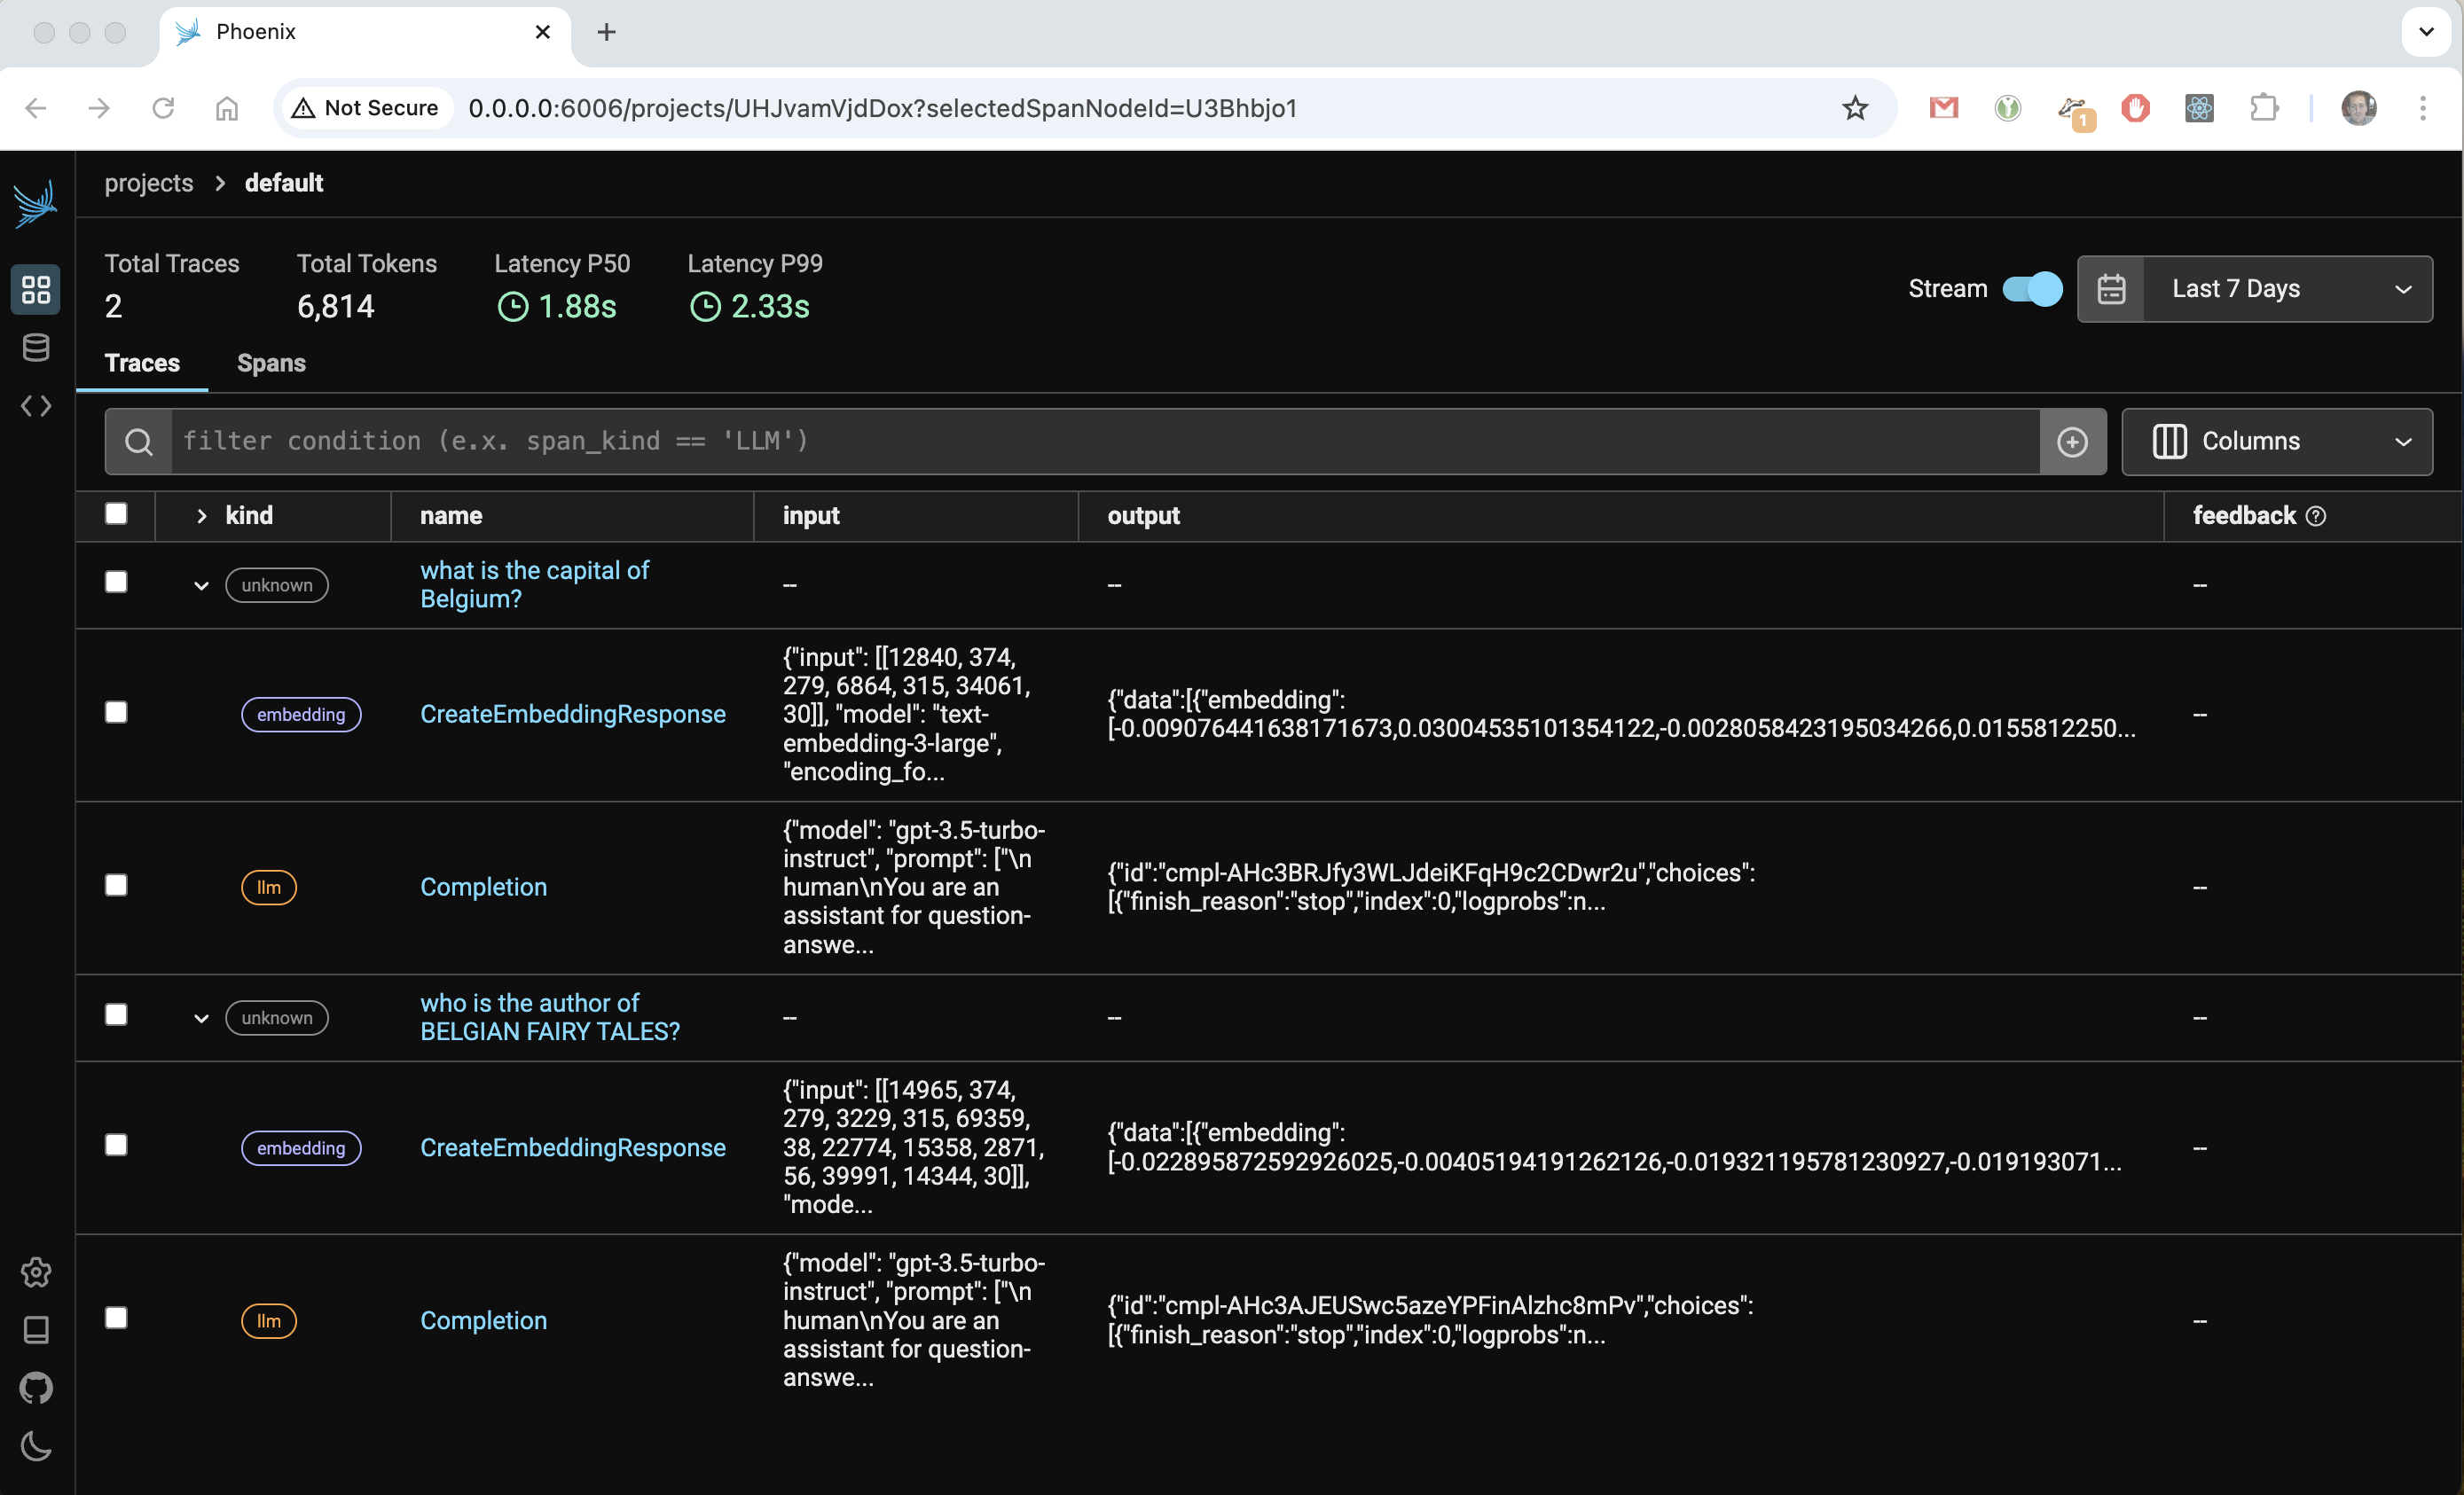 Phoenix
Not Secure 0.0.0.0:6006/projects/UHJvamVjdDox?selectedSpanNodeId=U3Bhbjo1
1
projects > default
Total Traces Total Tokens Latency P50 Latency P99
2 6,814 1.88s 2.33s
Stream Last 7 Days
Traces Spans
filter condition (e.x. span_kind == 'LLM')
Columns
kind name input output feedback
unknown
what is the capital of
Belgium?
-- -- --
embedding
CreateEmbeddingResponse
{"input": [[12840, 374,
279, 6864, 315, 34061,
30]], "model": "text-
embedding-3-large",
"encoding_fo...
{"data":[{"embedding":
[-0.009076441638171673,0.03004535101354122,-0.0028058423195034266,0.0155812250...
--
llm
Completion
{"model": "gpt-3.5-turbo-
instruct", "prompt": ["\n
human\nYou are an
assistant for question-
answe...
{"id":"cmpl-AHc3BRJfy3WLJdeiKFqH9c2CDwr2u","choices":
[{"finish_reason":"stop","index":0,"logprobs":n...
--
unknown
who is the author of
BELGIAN FAIRY TALES?
-- -- --
embedding
CreateEmbeddingResponse
{"input": [[14965, 374,
279, 3229, 315, 69359,
38, 22774, 15358, 2871,
56, 39991, 14344, 30]],
"mode...
{"data":[{"embedding":
[-0.022895872592926025,-0.00405194191262126,-0.019321195781230927,-0.019193071...
--
llm
Completion
{"model": "gpt-3.5-turbo-
instruct", "prompt": ["\n
human\nYou are an
assistant for question-
answe...
{"id":"cmpl-AHc3AJEUSwc5azeYPFinAlzhc8mPv","choices":
[{"finish_reason":"stop","index":0,"logprobs":n...
--